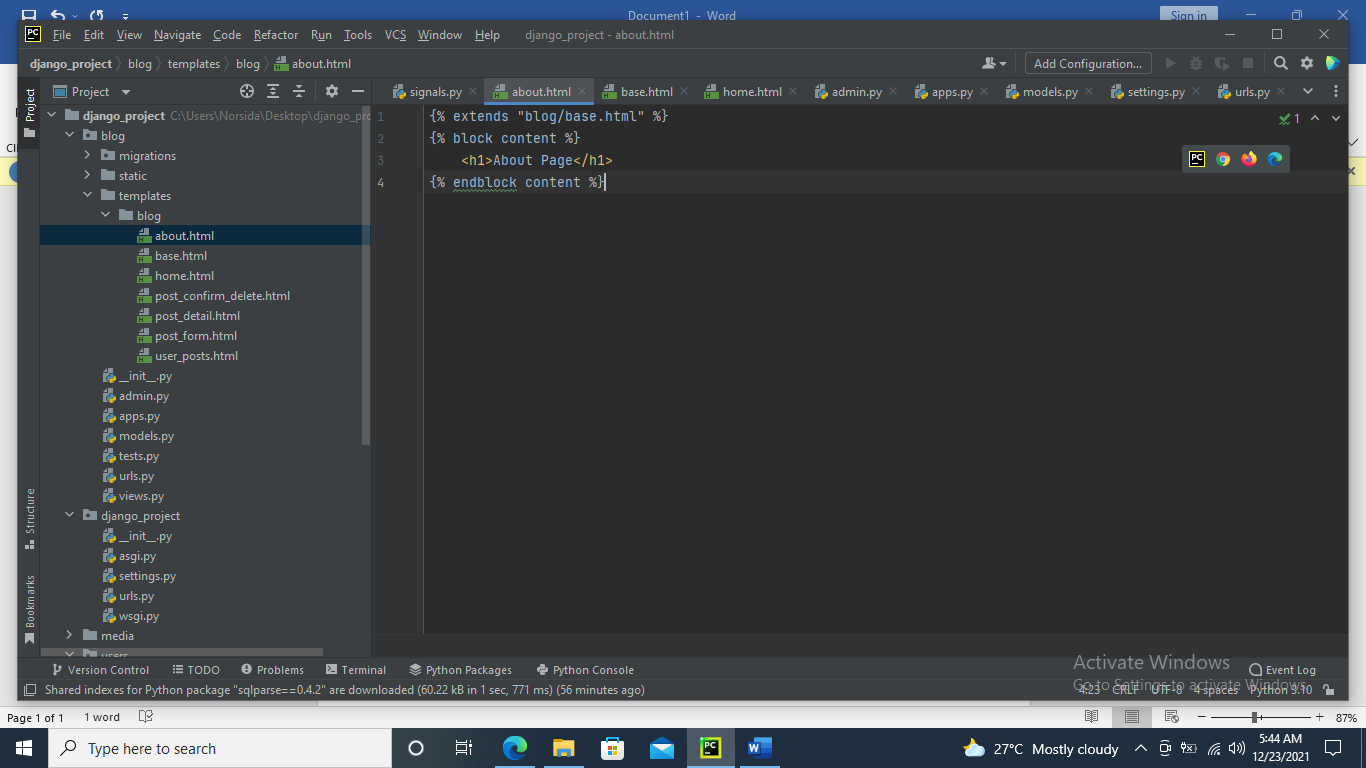 Document1 - Word
Sign in
PC File Edit View Navigate Code Refactor Run Tools VCS Window Help django_project - about.html
django_project blog templates blog about.html
Add Configuration...
Project
Project
signals.py about.html base.html home.html admin.py apps.py models.py settings.py urls.py
django_project C:\Users\Norsida\Desktop\django_prc
blog
migrations
static
templates
blog
about.html
base.html
home.html
post_confirm_delete.html
post_detail.html
post_form.html
user_posts.html
__init__.py
admin.py
apps.py
models.py
tests.py
urls.py
views.py
django_project
__init__.py
asgi.py
settings.py
urls.py
wsgi.py
media
users
1 {% extends "blog/base.html" %}
2 {% block content %}
3 <h1>About Page</h1>
4 {% endblock content %}
1
PC
Structure
Bookmarks
Version Control TODO Problems Terminal Python Packages Python Console
Event Log
Activate Windows
Go to Settings to activate Windows.
Shared indexes for Python package "sqlparse==0.4.2" are downloaded (60.22 kB in 1 sec, 771 ms) (56 minutes ago)
4:23 CRLF UTF-8 4 spaces Python 3.10
Page 1 of 1 1 word
87%
Type here to search
PC
27°C Mostly cloudy
5:44 AM
12/23/2021